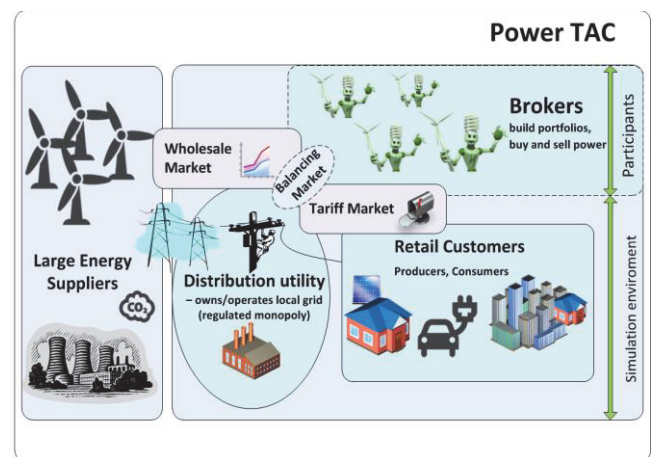 Power TAC
Brokers
build portfolios,
buy and sell power
Participants
Wholesale
Market
Balancing
Market
Tariff Market
Large Energy
Suppliers
CO2
Distribution utility
– owns/operates local grid
(regulated monopoly)
Retail Customers
Producers, Consumers
Simulation enviroment